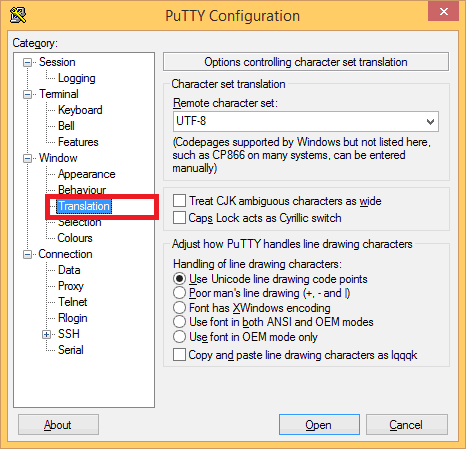 PuTTY Configuration
Category:
Session
Logging
Terminal
Keyboard
Bell
Features
Window
Appearance
Behaviour
Translation
Selection
Colours
Connection
Data
Proxy
Telnet
Rlogin
SSH
Serial
Options controlling character set translation
Character set translation
Remote character set:
UTF-8
(Codepages supported by Windows but not listed here,
such as CP866 on many systems, can be entered
manually)
Treat CJK ambiguous characters as wide
Caps Lock acts as Cyrillic switch
Adjust how PuTTY handles line drawing characters
Handling of line drawing characters:
Use Unicode line drawing code points
Poor man's line drawing (+, - and |)
Font has XWindows encoding
Use font in both ANSI and OEM modes
Use font in OEM mode only
Copy and paste line drawing characters as lqqqk
About
Open
Cancel